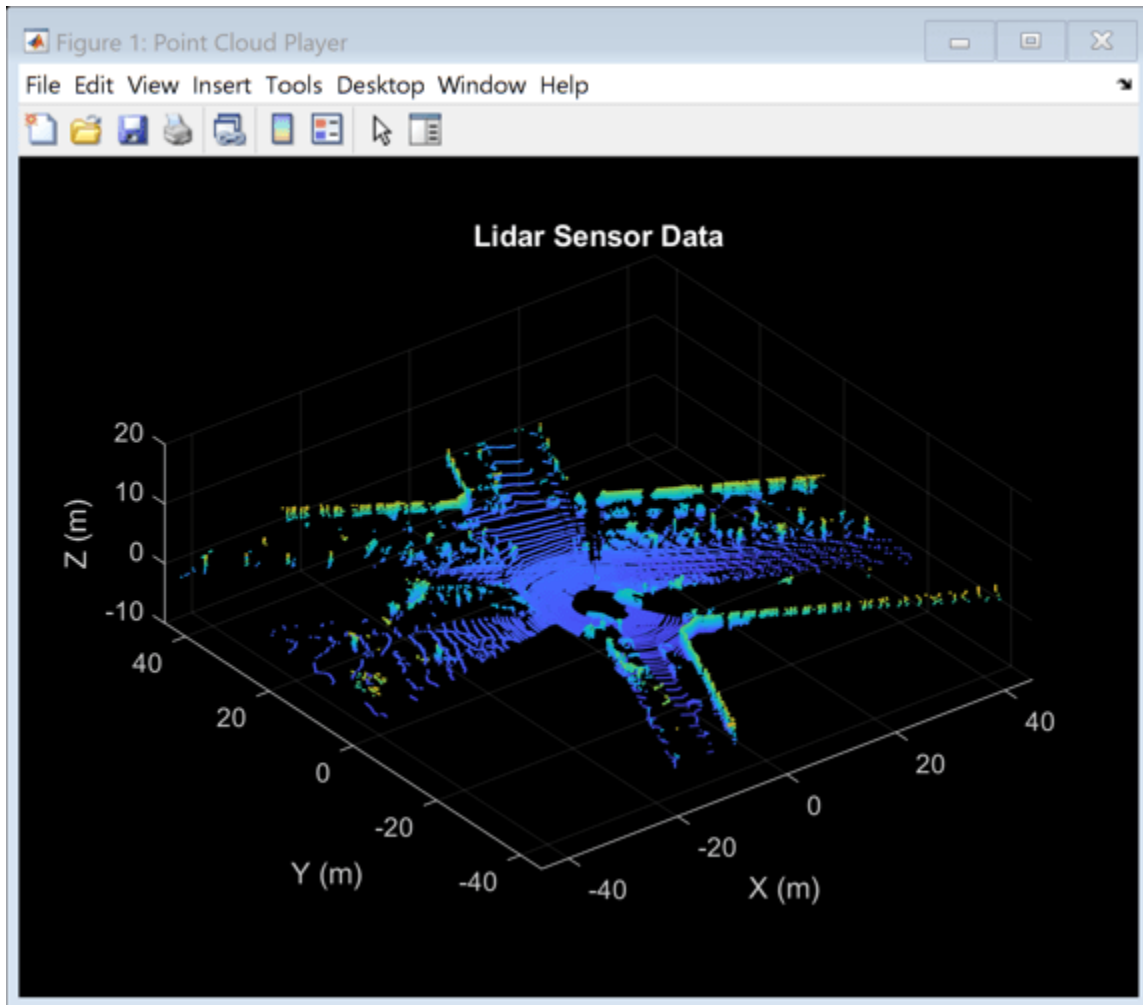 Figure 1: Point Cloud Player
File Edit View Insert Tools Desktop Window Help
Lidar Sensor Data
20
10
0
-10
Z (m)
40
20
0
-20
-40
Y (m)
-40
-20
0
20
40
X (m)